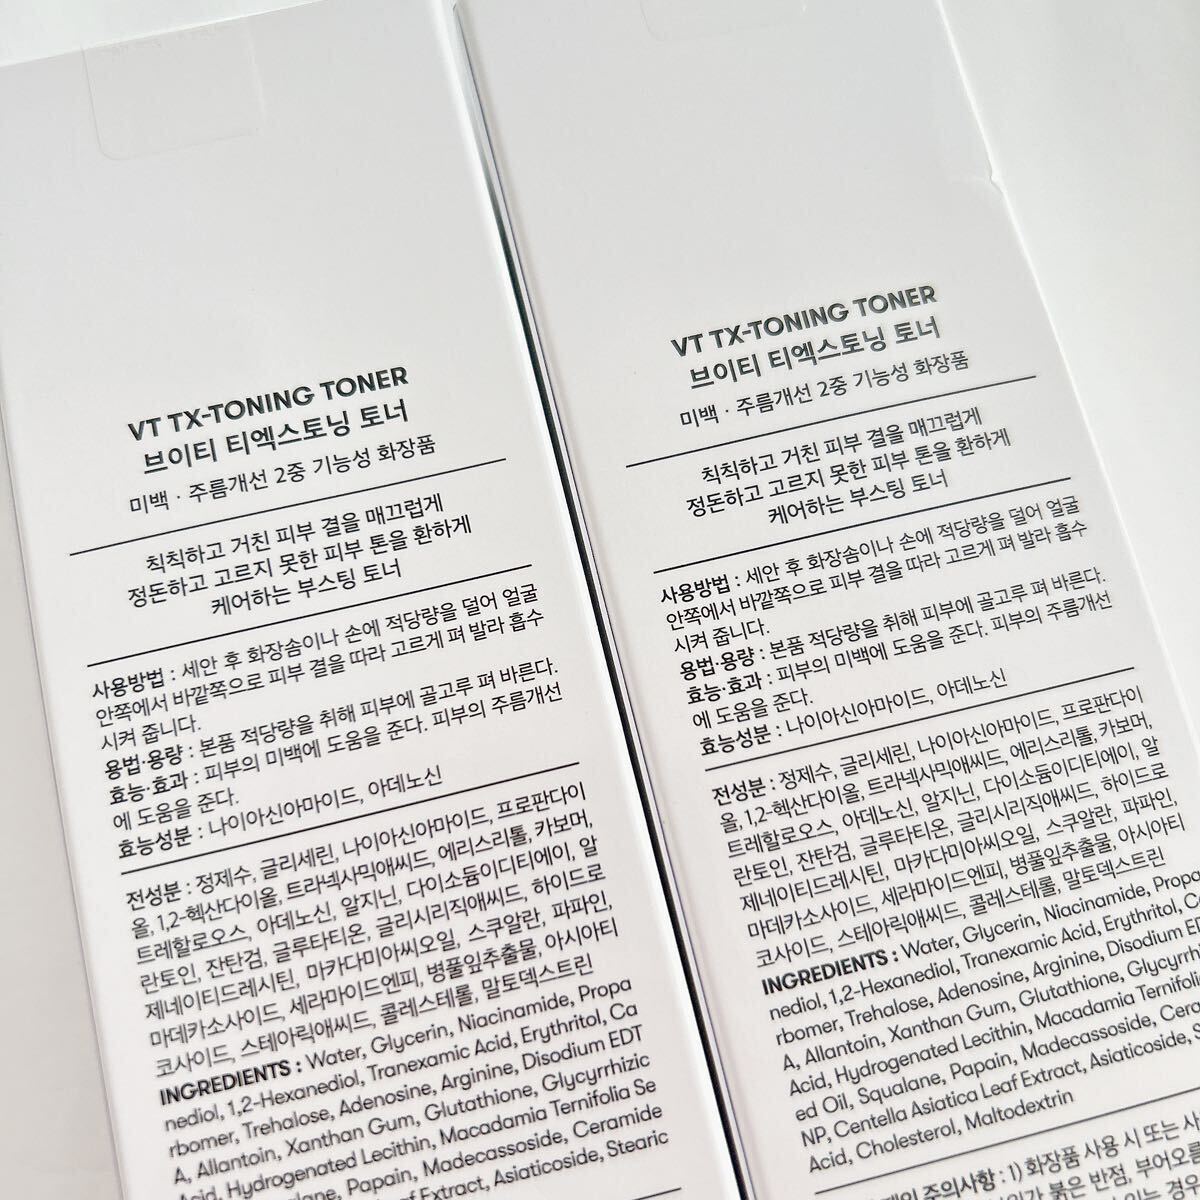 VT TX-TONING TONER
브이티 티엑스토닝 토너
미백 · 주름개선 2중 기능성 화장품
칙칙하고 거친 피부 결을 매끄럽게
정돈하고 고르지 못한 피부 톤을 환하게
케어하는 부스팅 토너
사용방법 : 세안 후 화장솜이나 손에 적당량을 덜어 얼굴
안쪽에서 바깥쪽으로 피부 결을 따라 고르게 펴 발라 흡수
시켜 줍니다.
용법·용량 : 본품 적당량을 취해 피부에 골고루 펴 바른다.
효능·효과 : 피부의 미백에 도움을 준다. 피부의 주름개선
에 도움을 준다.
효능성분 : 나이아신아마이드, 아데노신
전성분 : 정제수, 글리세린, 나이아신아마이드, 프로판다이
올, 1,2-헥산다이올, 트라넥사믹애씨드, 에리스리톨, 카보머,
트레할로오스, 아데노신, 알지닌, 다이소듐이디티에이, 알
란토인, 잔탄검, 글루타티온, 글리시리직애씨드, 하이드로
제네이티드레시틴, 마카다미아씨오일, 스쿠알란, 파파인,
마데카소사이드, 세라마이드엔피, 병풀잎추출물, 아시아티
코사이드, 스테아릭애씨드, 콜레스테롤, 말토덱스트린
INGREDIENTS : Water, Glycerin, Niacinamide, Propa
nediol, 1,2-Hexanediol, Tranexamic Acid, Erythritol, Ca
rbomer, Trehalose, Adenosine, Arginine, Disodium EDT
A, Allantoin, Xanthan Gum, Glutathione, Glycyrrhizic
Acid, Hydrogenated Lecithin, Macadamia Ternifolia Se
lane, Papain, Madecassoside, Ceramide
Leaf Extract, Asiaticoside, Stearic
VT TX-TONING TONER
브이티 티엑스토닝 토너
미백 · 주름개선 2중 기능성 화장품
칙칙하고 거친 피부 결을 매끄럽게
정돈하고 고르지 못한 피부 톤을 환하게
케어하는 부스팅 토너
사용방법 : 세안 후 화장솜이나 손에 적당량을 덜어 얼굴
안쪽에서 바깥쪽으로 피부 결을 따라 고르게 펴 발라 흡수
시켜 줍니다.
용법·용량 : 본품 적당량을 취해 피부에 골고루 펴 바른다.
효능·효과 : 피부의 미백에 도움을 준다. 피부의 주름개선
에 도움을 준다.
효능성분 : 나이아신아마이드, 아데노신
전성분 : 정제수, 글리세린, 나이아신아마이드, 프로판다이
올, 1,2-헥산다이올, 트라넥사믹애씨드, 에리스리톨, 카보머,
트레할로오스, 아데노신, 알지닌, 다이소듐이디티에이, 알
란토인, 잔탄검, 글루타티온, 글리시리직애씨드, 하이드로
제네이티드레시틴, 마카다미아씨오일, 스쿠알란, 파파인,
마데카소사이드, 세라마이드엔피, 병풀잎추출물, 아시아티
코사이드, 스테아릭애씨드, 콜레스테롤, 말토덱스트린
INGREDIENTS : Water, Glycerin, Niacinamide, Propa
nediol, 1,2-Hexanediol, Tranexamic Acid, Erythritol, C
rbomer, Trehalose, Adenosine, Arginine, Disodium E
A, Allantoin, Xanthan Gum, Glutathione, Glycyrrh
Acid, Hydrogenated Lecithin, Macadamia Ternifoli
ed Oil, Squalane, Papain, Madecassoside, Cera
NP, Centella Asiatica Leaf Extract, Asiaticoside, S
Acid, Cholesterol, Maltodextrin
주의사항 : 1) 화장품 사용 시 또는 사
붉은 반점, 부어오름